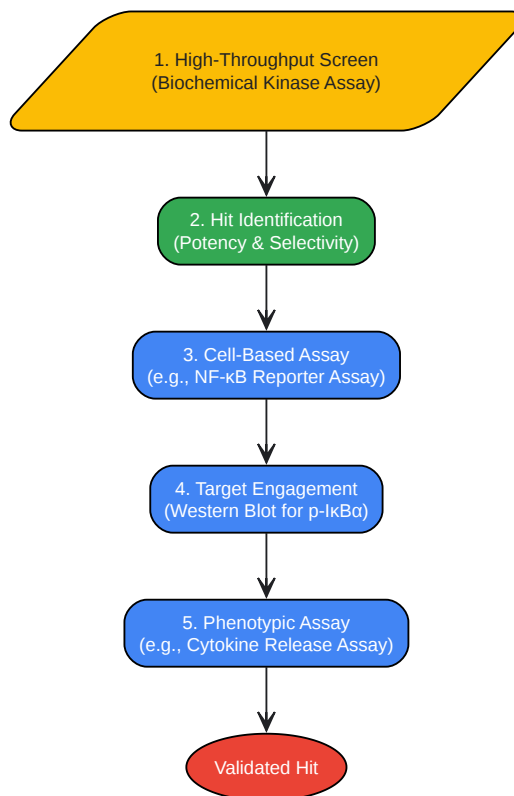 1. High-Throughput Screen
(Biochemical Kinase Assay)
2. Hit Identification
(Potency & Selectivity)
3. Cell-Based Assay
(e.g., NF-κB Reporter Assay)
4. Target Engagement
(Western Blot for p-IκBα)
5. Phenotypic Assay
(e.g., Cytokine Release Assay)
Validated Hit